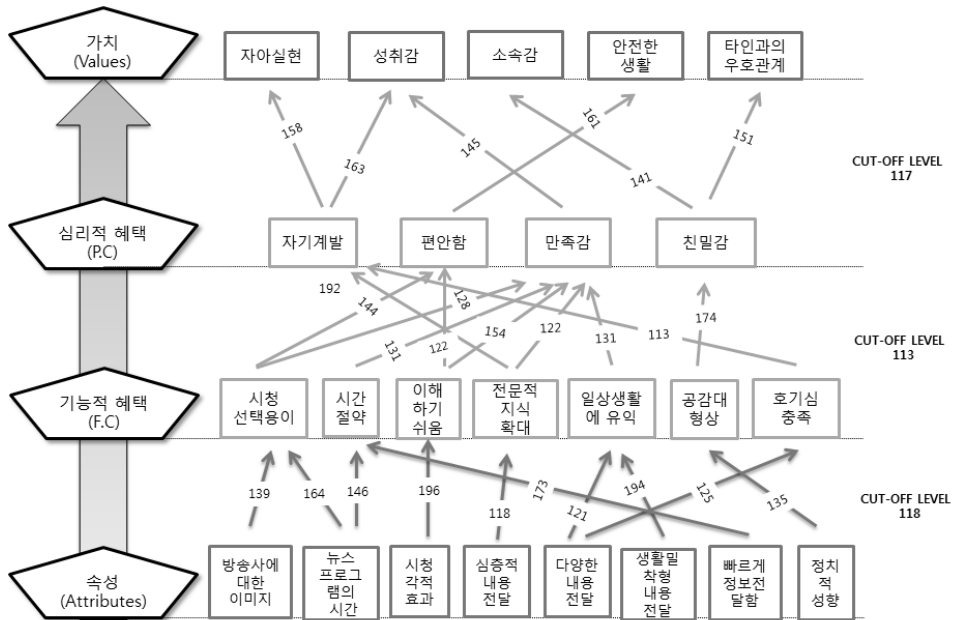 가치
(Values)
자아실현
성취감
소속감
안전한
생활
타인과의
우호관계
158
163
145
161
141
151
CUT-OFF LEVEL
117
심리적 혜택
(P.C)
자기계발
편안함
만족감
친밀감
192
144
128
131
122
154
122
131
113
174
CUT-OFF LEVEL
113
기능적 혜택
(F.C)
시청
선택용이
시간
절약
이해
하기
쉬움
전문적
지식
확대
일상생활
에 유익
공감대
형상
호기심
충족
139
164
146
196
118
173
121
194
125
135
CUT-OFF LEVEL
118
속성
(Attributes)
방송사에
대한
이미지
뉴스
프로그
램의
시간
시청
각적
효과
심층적
내용
전달
다양한
내용
전달
생활밀
착형
내용
전달
빠르게
정보전
달함
정치
적
성향